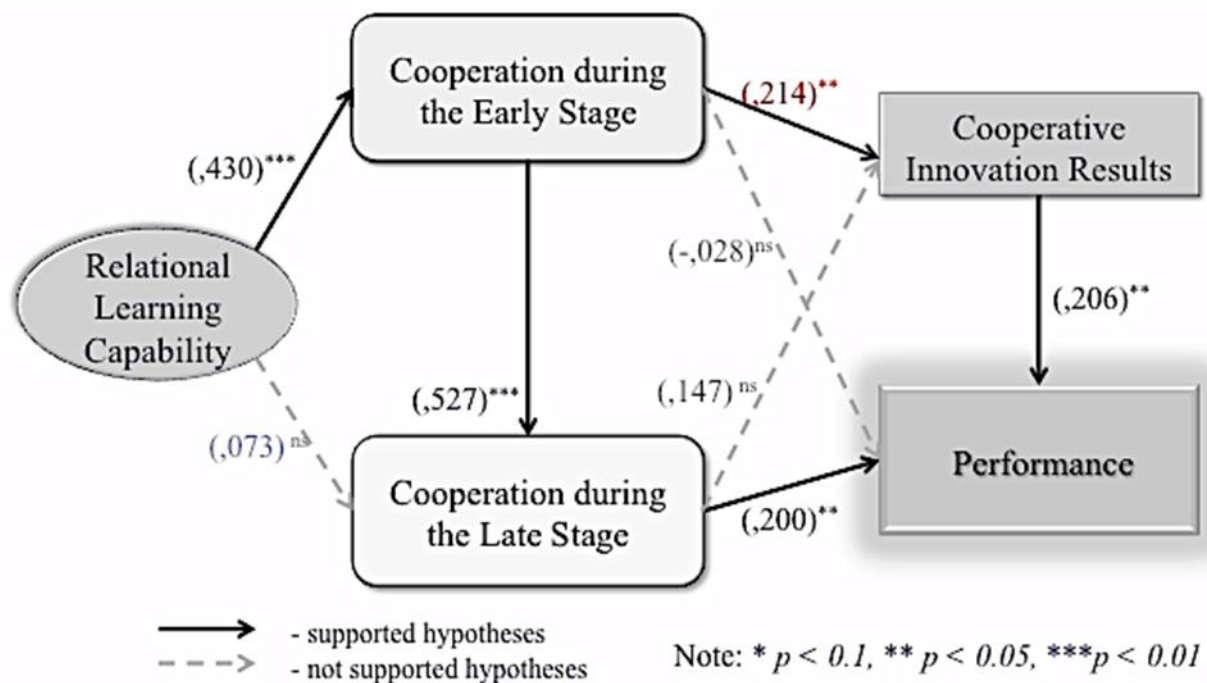 Cooperation during
the Early Stage
(,214)**
Cooperative
Innovation Results
(,430)***
(-,028)ns
Relational
Learning
Capability
(,206)**
(,527)***
(,147) ns
(,073) ns
Cooperation during
the Late Stage
Performance
(,200)**
- supported hypotheses
- not supported hypotheses
Note: * p < 0.1, ** p < 0.05, ***p < 0.01